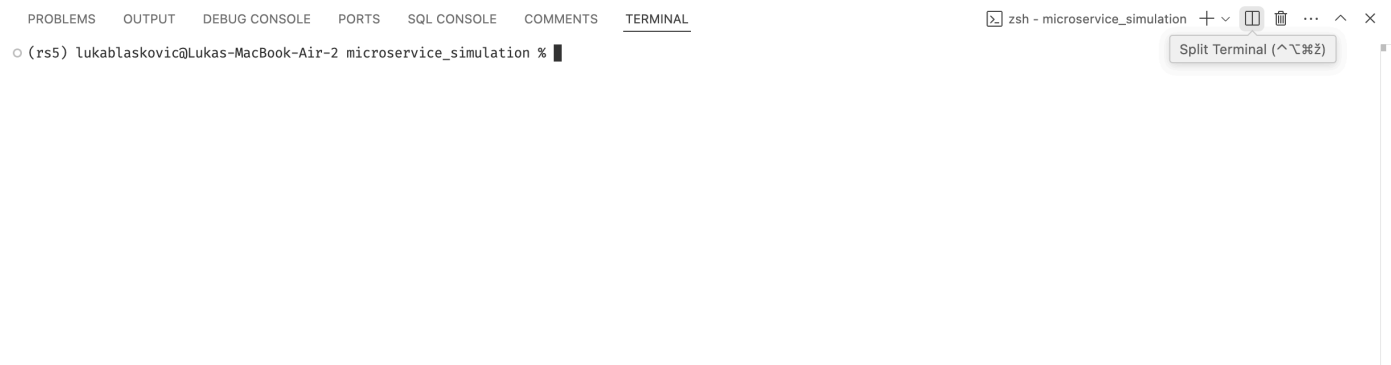 PROBLEMS OUTPUT DEBUG CONSOLE PORTS SQL CONSOLE COMMENTS TERMINAL zsh - microservice_simulation
(rs5) lukablaskovic@Lukas-MacBook-Air-2 microservice_simulation %
Split Terminal (^⌥⌘ž)